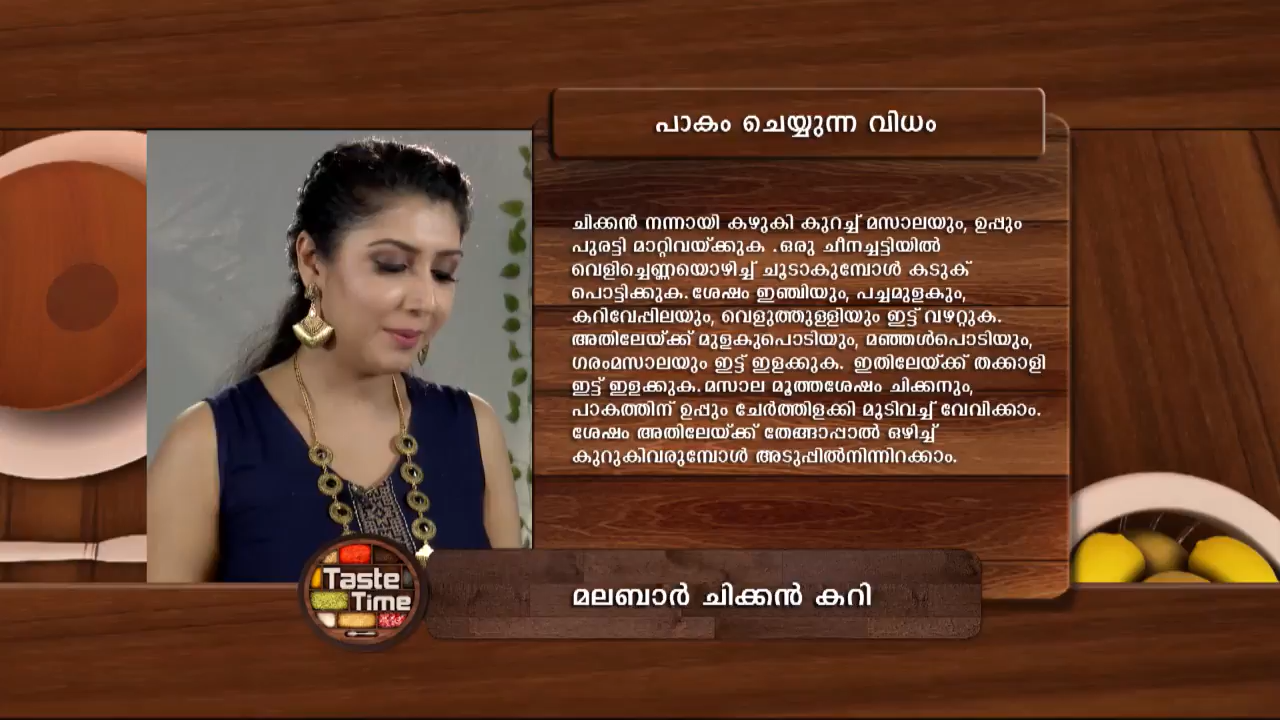 പാകം ചെയ്യുന്ന വിധം
ചിക്കൻ നന്നായി കഴുകി കുറച്ച് മസാലയും, ഉപ്പും
പുരട്ടി മാറ്റിവയ്ക്കുക .ഒരു ചീനച്ചട്ടിയിൽ
വെളിച്ചെണ്ണയൊഴിച്ച് ചൂടാകുമ്പോൾ കടുക്
പൊട്ടിക്കുക. ശേഷം ഇഞ്ചിയും, പച്ചമുളകും,
കറിവേപ്പിലയും, വെളുത്തുള്ളിയും ഇട്ട് വഴറ്റുക.
അതിലേയ്ക്ക് മുളകുപൊടിയും, മഞ്ഞൾപൊടിയും,
ഗരംമസാലയും ഇട്ട് ഇളക്കുക. ഇതിലേയ്ക്ക് തക്കാളി
ഇട്ട് ഇളക്കുക. മസാല മൂത്തശേഷം ചിക്കനും,
പാകത്തിന് ഉപ്പും ചേർത്തിളക്കി മൂടിവച്ച് വേവിക്കാം.
ശേഷം അതിലേയ്ക്ക് തേങ്ങാപ്പാൽ ഒഴിച്ച്
കുറുകിവരുമ്പോൾ അടുപ്പിൽനിന്നിറക്കാം.
Taste
Time
മലബാർ ചിക്കൻ കറി